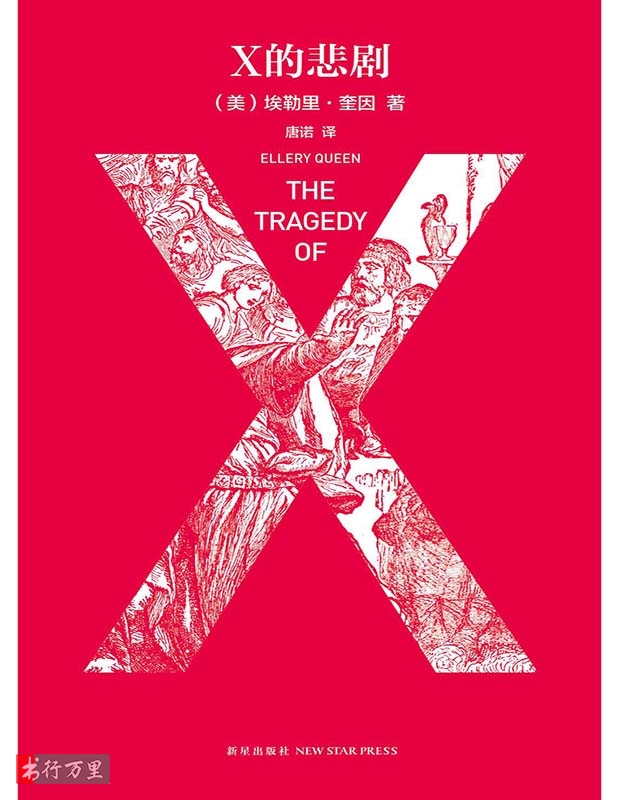 X的悲剧
（美）埃勒里·奎因 著
唐诺 译
ELLERY QUEEN
THE
TRAGEDY
OF
X
新星出版社 NEW STAR PRESS
书行万里